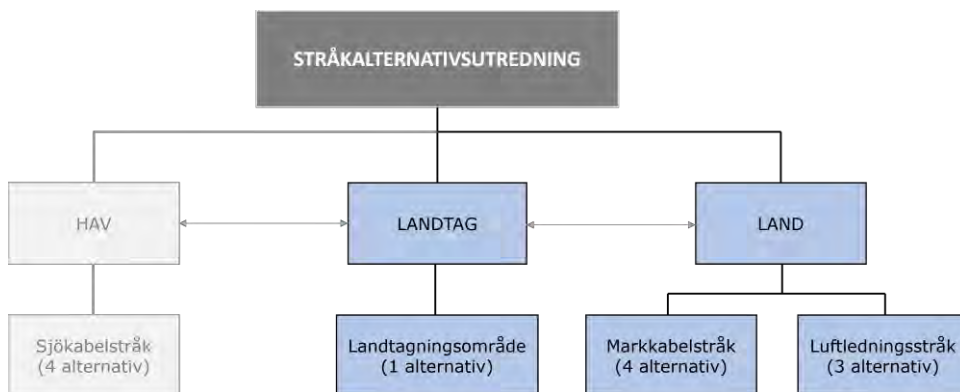 STRÅKALTERNATIVSUTREDNING
HAV
LANDTAG
LAND
Sjökabelstråk
(4 alternativ)
Landtagningsområde
(1 alternativ)
Markkabelstråk
(4 alternativ)
Luftledningsstråk
(3 alternativ)